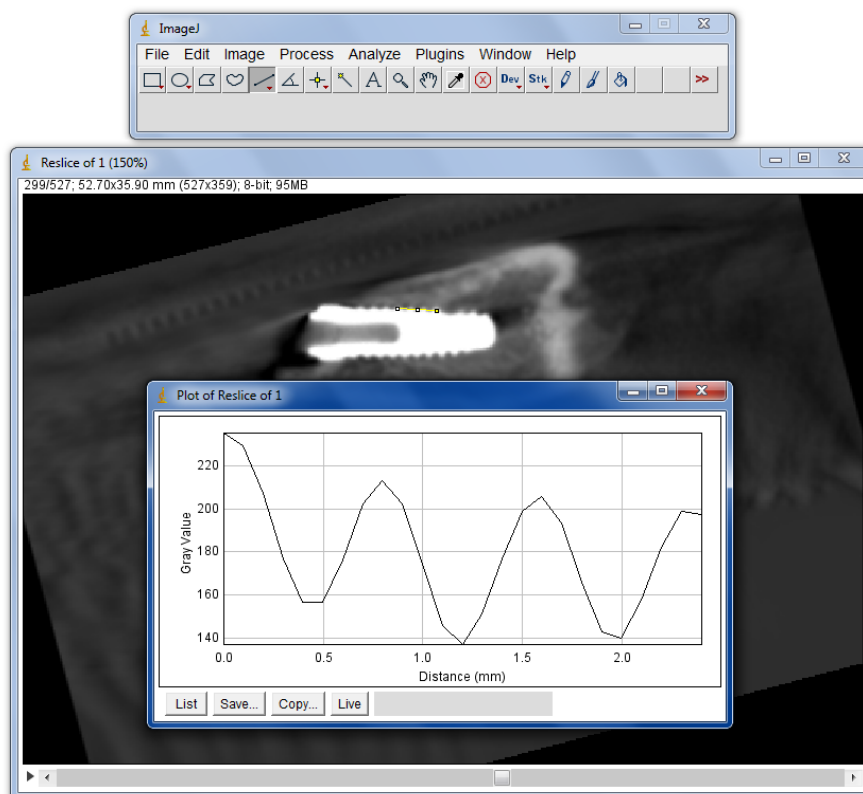 ImageJ
File Edit Image Process Analyze Plugins Window Help
A Dev Stk >>
Reslice of 1 (150%)
299/527; 52.70x35.90 mm (527x359); 8-bit; 95MB
Plot of Reslice of 1
220
200
180
160
140
Gray Value
0.0 0.5 1.0 1.5 2.0
Distance (mm)
List Save... Copy... Live